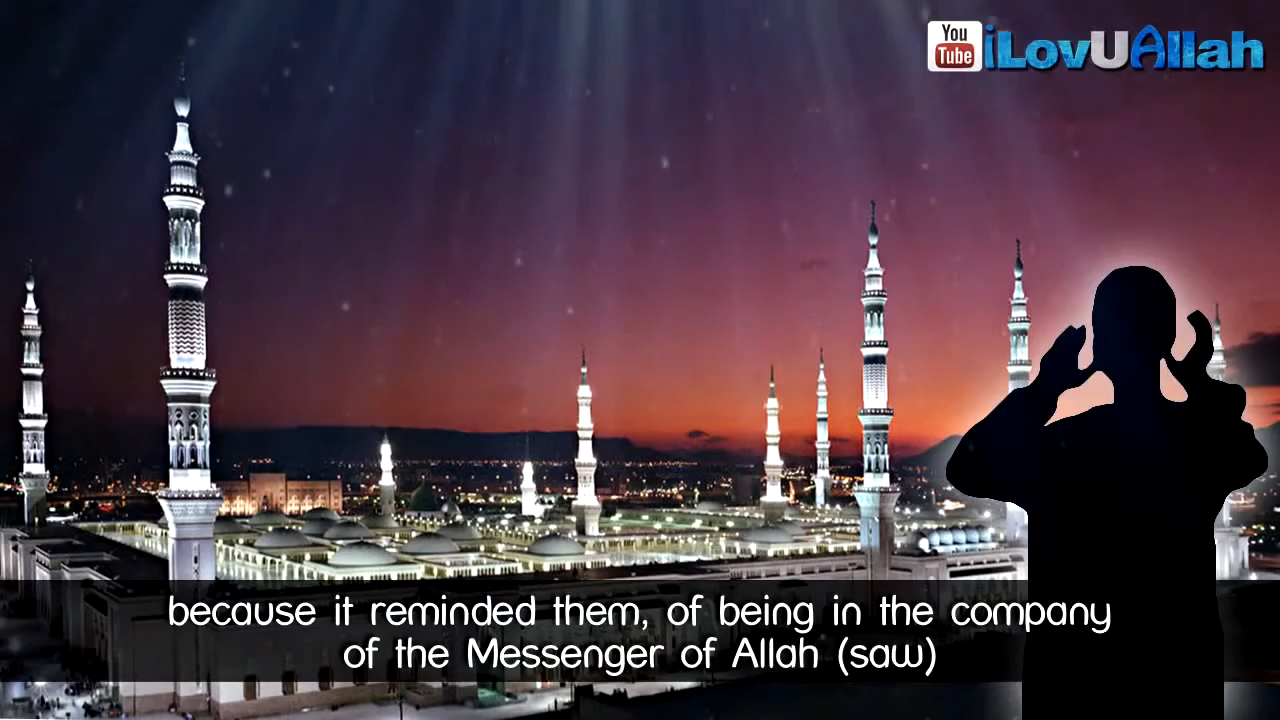 You
Tube
iLovUAllah
because it reminded them, of being in the company
of the Messenger of Allah (saw)